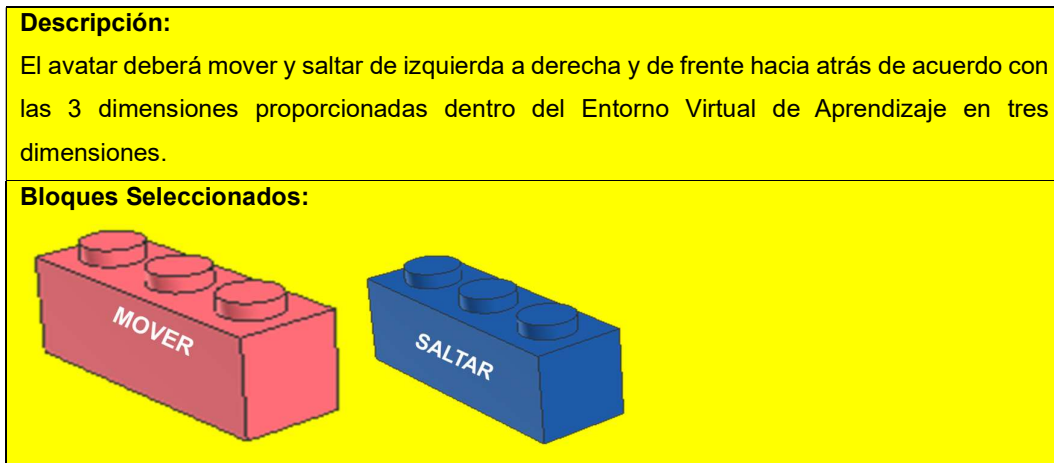 Descripción:
El avatar deberá mover y saltar de izquierda a derecha y de frente hacia atrás de acuerdo con
las 3 dimensiones proporcionadas dentro del Entorno Virtual de Aprendizaje en tres
dimensiones.
Bloques Seleccionados:
MOVER
SALTAR